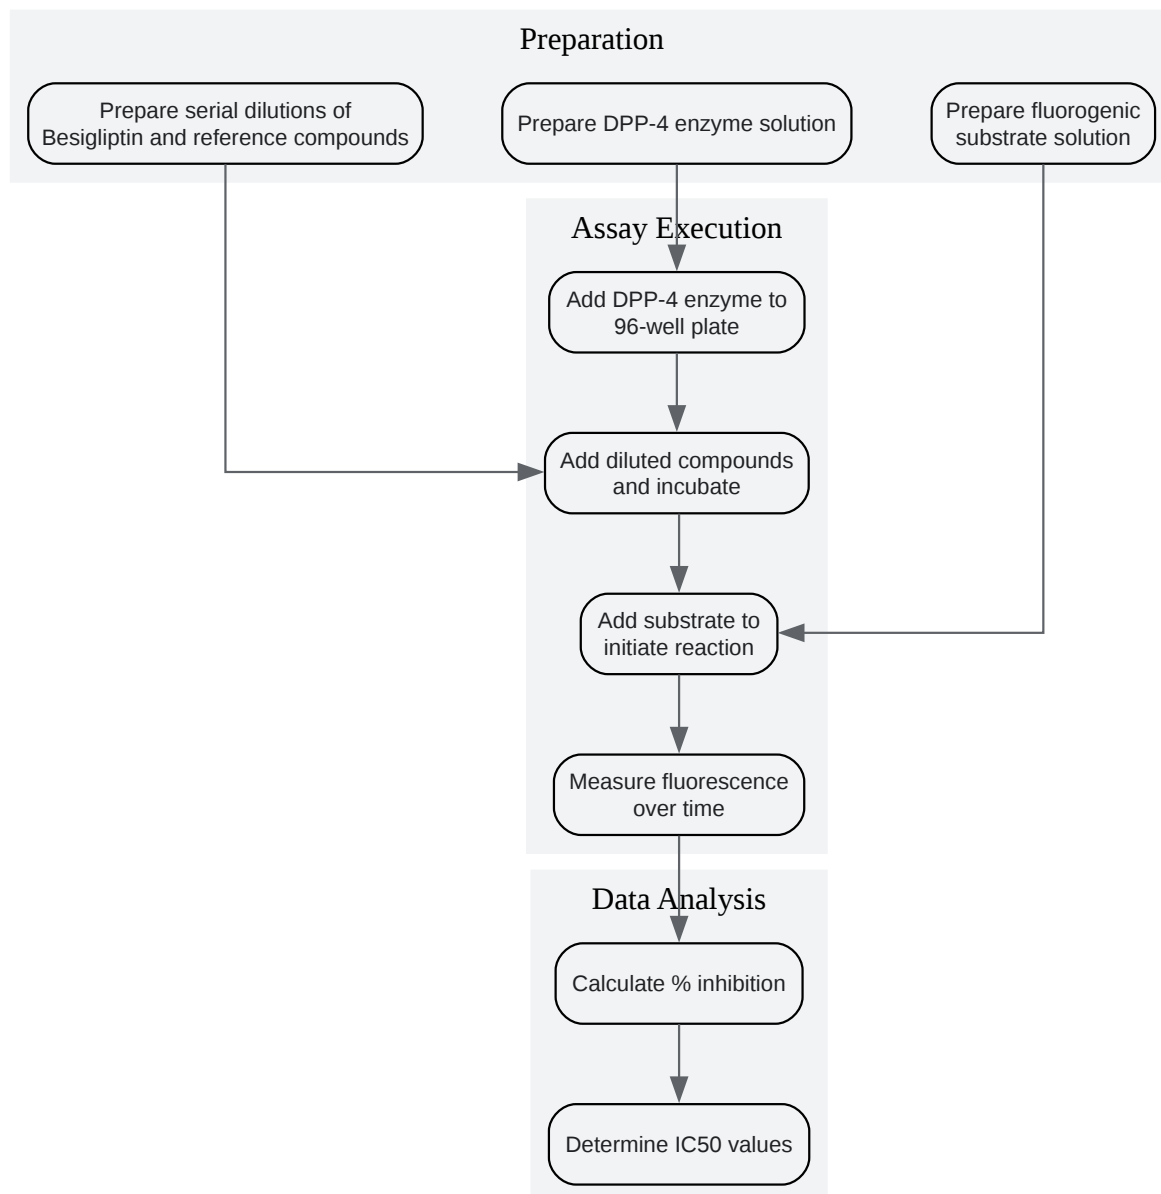 Preparation
Prepare serial dilutions of
Besigliptin and reference compounds
Prepare DPP-4 enzyme solution
Prepare fluorogenic
substrate solution
Assay Execution
Add DPP-4 enzyme to
96-well plate
Add diluted compounds
and incubate
Add substrate to
initiate reaction
Measure fluorescence
over time
Data Analysis
Calculate % inhibition
Determine IC50 values